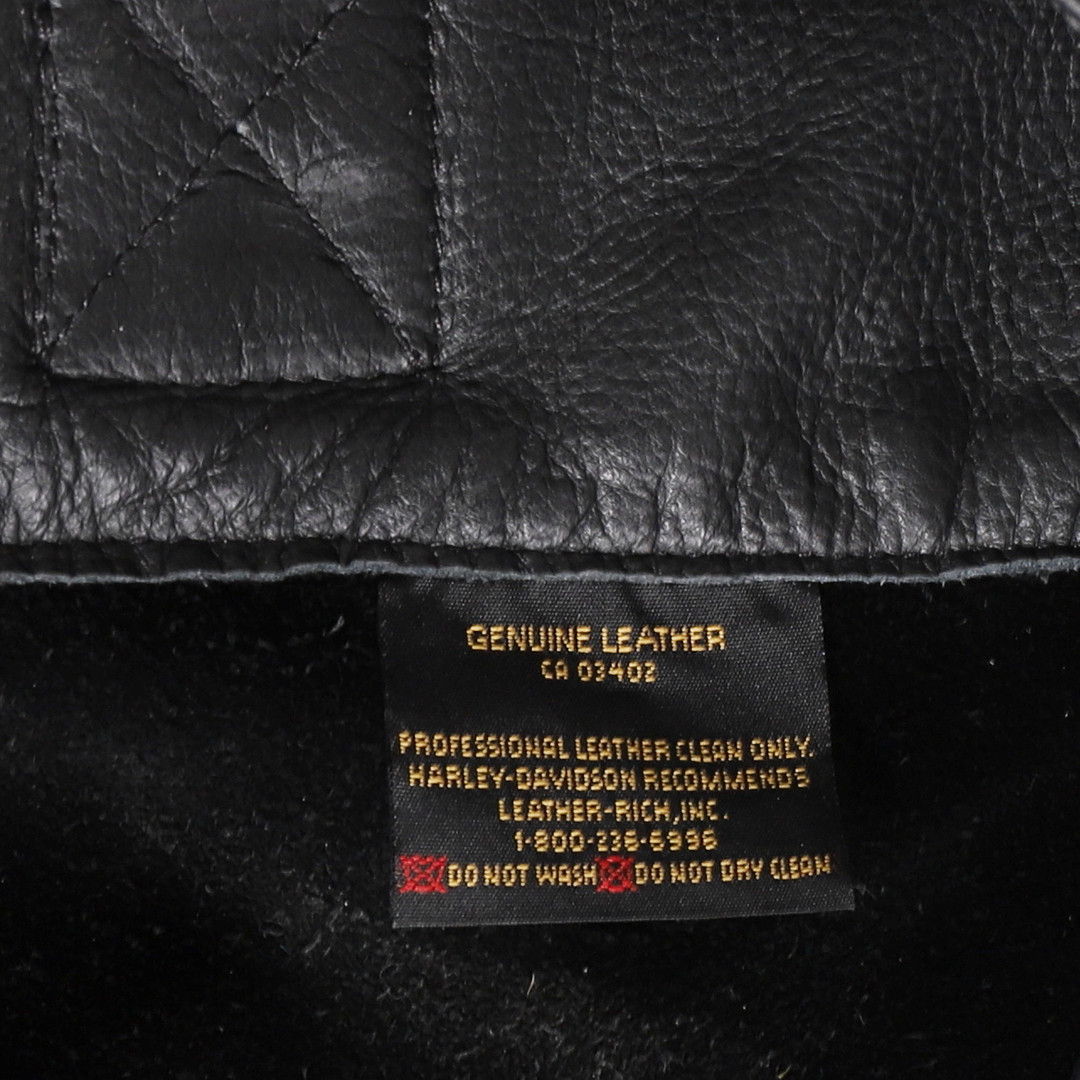 GENUINE LEATHER
CA 03402
PROFESSIONAL LEATHER CLEAN ONLY.
HARLEY-DAVIDSON RECOMMENDS
LEATHER-RICH,INC.
1-800-236-6996
DO NOT WASH DO NOT DRY CLEAN